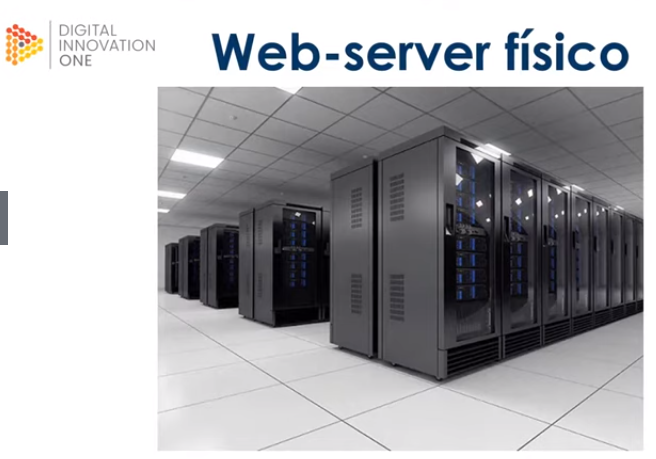 DIGITAL
INNOVATION
ONE
Web-server físico